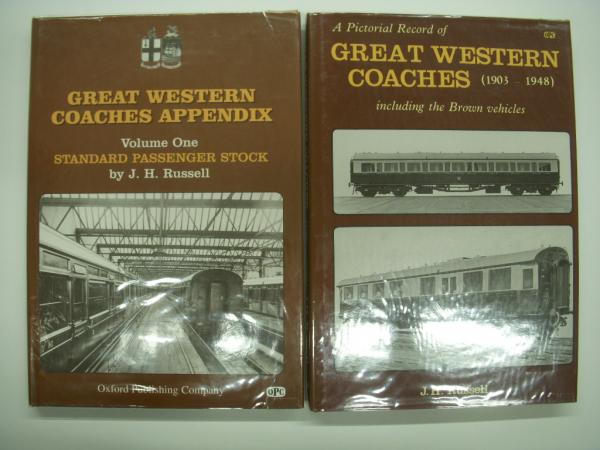 GREAT WESTERN
COACHES APPENDIX
Volume One
STANDARD PASSENGER STOCK
by J. H. Russell
Oxford Publishing Company
OPC
A Pictorial Record of
OPC
GREAT WESTERN
COACHES (1903 – 1948)
including the Brown vehicles
J.H. Russell